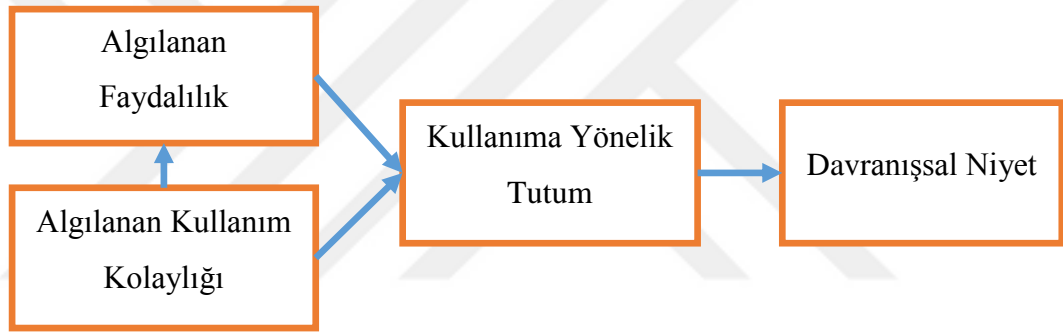 Algılanan
Faydalılık
Algılanan Kullanım
Kolaylığı
Kullanıma Yönelik
Tutum
Davranışsal Niyet